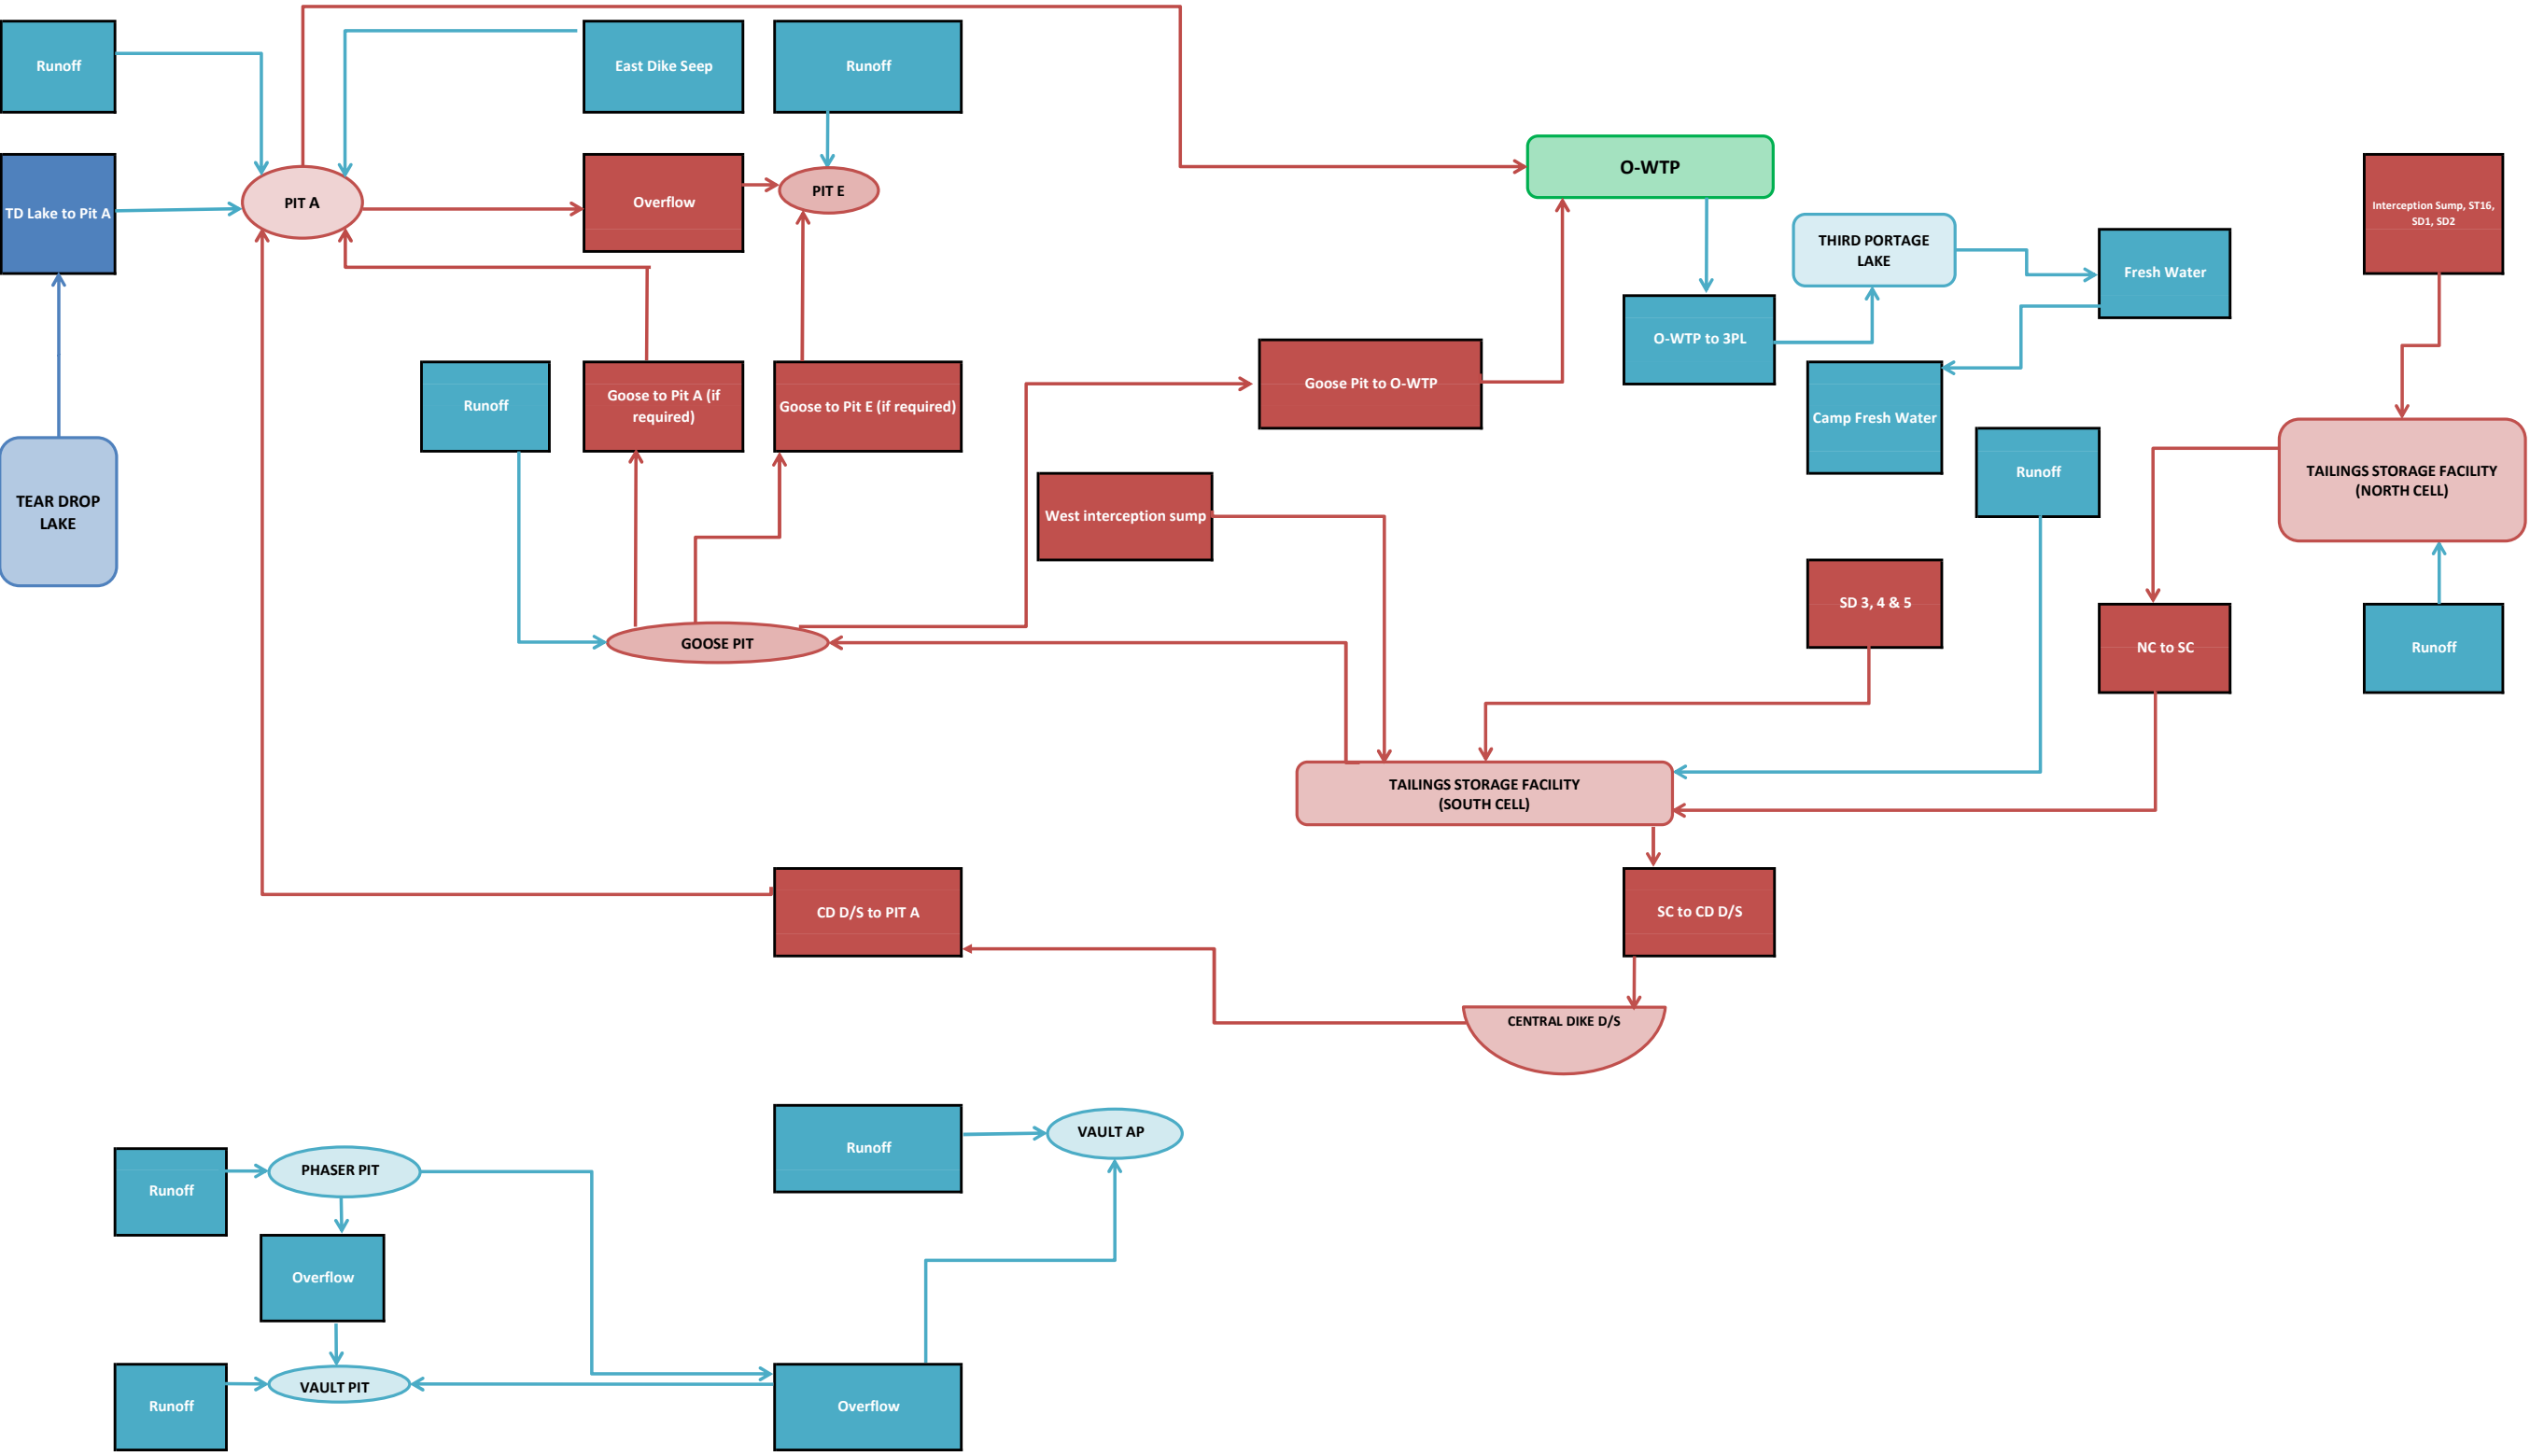 Runoff
East Dike Seep
Runoff
TD Lake to Pit A
PIT A
Overflow
PIT E
O-WTP
THIRD PORTAGE
LAKE
Fresh Water
Interception Sump, ST16,
SD1, SD2
O-WTP to 3PL
Runoff
Goose to Pit A (if
required)
Goose to Pit E (if required)
Goose Pit to O-WTP
Camp Fresh Water
Runoff
TAILINGS STORAGE FACILITY
(NORTH CELL)
TEAR DROP
LAKE
West interception sump
SD 3, 4 & 5
GOOSE PIT
NC to SC
Runoff
TAILINGS STORAGE FACILITY
(SOUTH CELL)
CD D/S to PIT A
SC to CD D/S
CENTRAL DIKE D/S
Runoff
VAULT AP
PHASER PIT
Runoff
Overflow
VAULT PIT
Runoff
Overflow